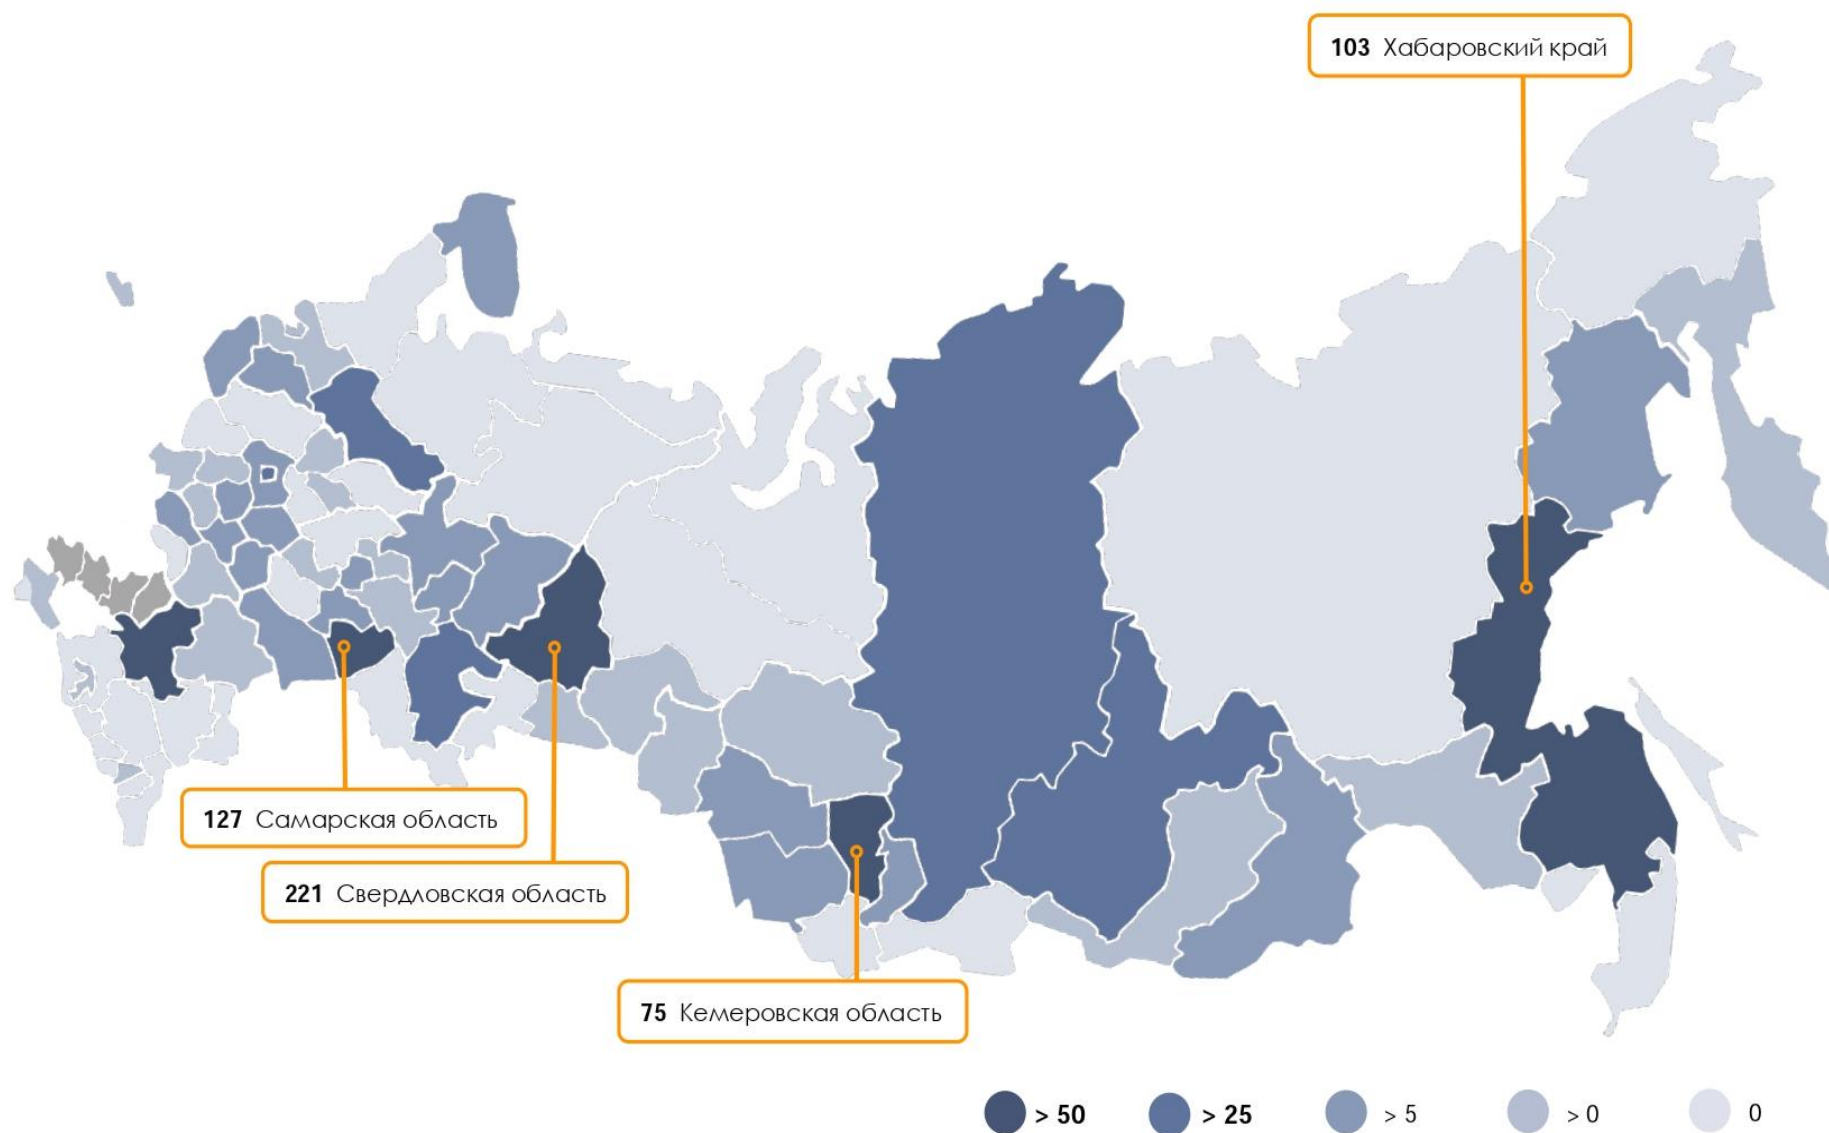 103 Хабаровский край
127 Самарская область
221 Свердловская область
75 Кемеровская область
> 50 > 25 > 5 > 0 0